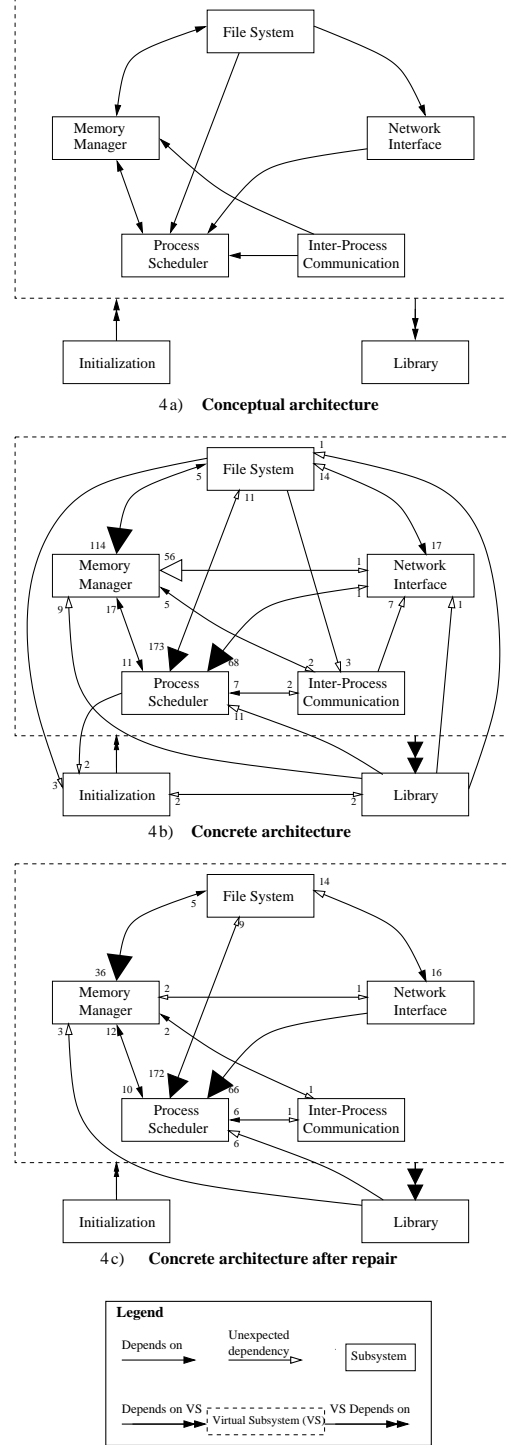 File System
Memory
Manager
Network
Interface
Process
Scheduler
Inter-Process
Communication
Initialization
Library
4a) Conceptual architecture
1
File System
5
11
14
114
56
1
17
Memory
Manager
Network
Interface
9
17
5
1
7
1
173
68
11
7
2
2
3
Process
Scheduler
Inter-Process
Communication
11
2
3
Initialization
2
2
Library
4b) Concrete architecture
14
File System
5
9
36
2
1
16
Memory
Manager
Network
Interface
3
12
2
172
66
10
6
1
1
Process
Scheduler
Inter-Process
Communication
6
Initialization
Library
4c) Concrete architecture after repair
Legend
Depends on
Unexpected
dependency
Subsystem
Depends on VS
Virtual Subsystem (VS)
VS Depends on